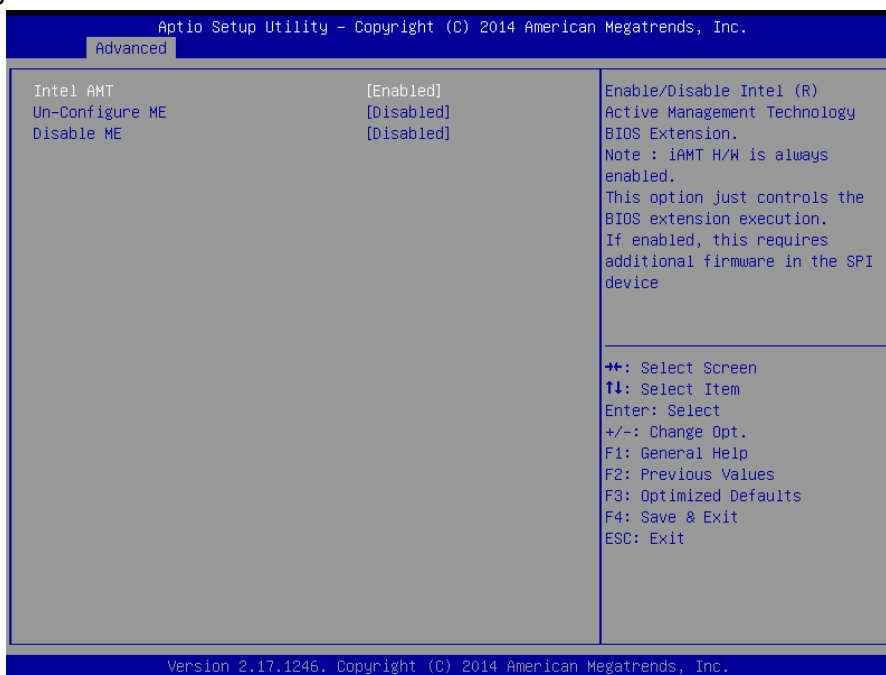 Aptio Setup Utility – Copyright (C) 2014 American Megatrends, Inc.
Advanced
Intel AMT [Enabled]
Un-Configure ME [Disabled]
Disable ME [Disabled]
Enable/Disable Intel (R)
Active Management Technology
BIOS Extension.
Note : iAMT H/W is always
enabled.
This option just controls the
BIOS extension execution.
If enabled, this requires
additional firmware in the SPI
device
→←: Select Screen
↑↓: Select Item
Enter: Select
+/-: Change Opt.
F1: General Help
F2: Previous Values
F3: Optimized Defaults
F4: Save & Exit
ESC: Exit
Version 2.17.1246. Copyright (C) 2014 American Megatrends, Inc.